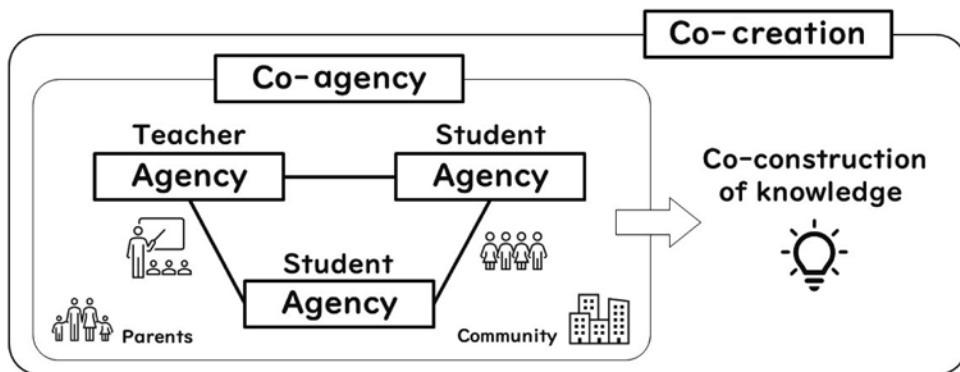 Co-creation
Co-agency
Teacher
Agency
Student
Agency
Student
Agency
Parents
Community
Co-construction
of knowledge